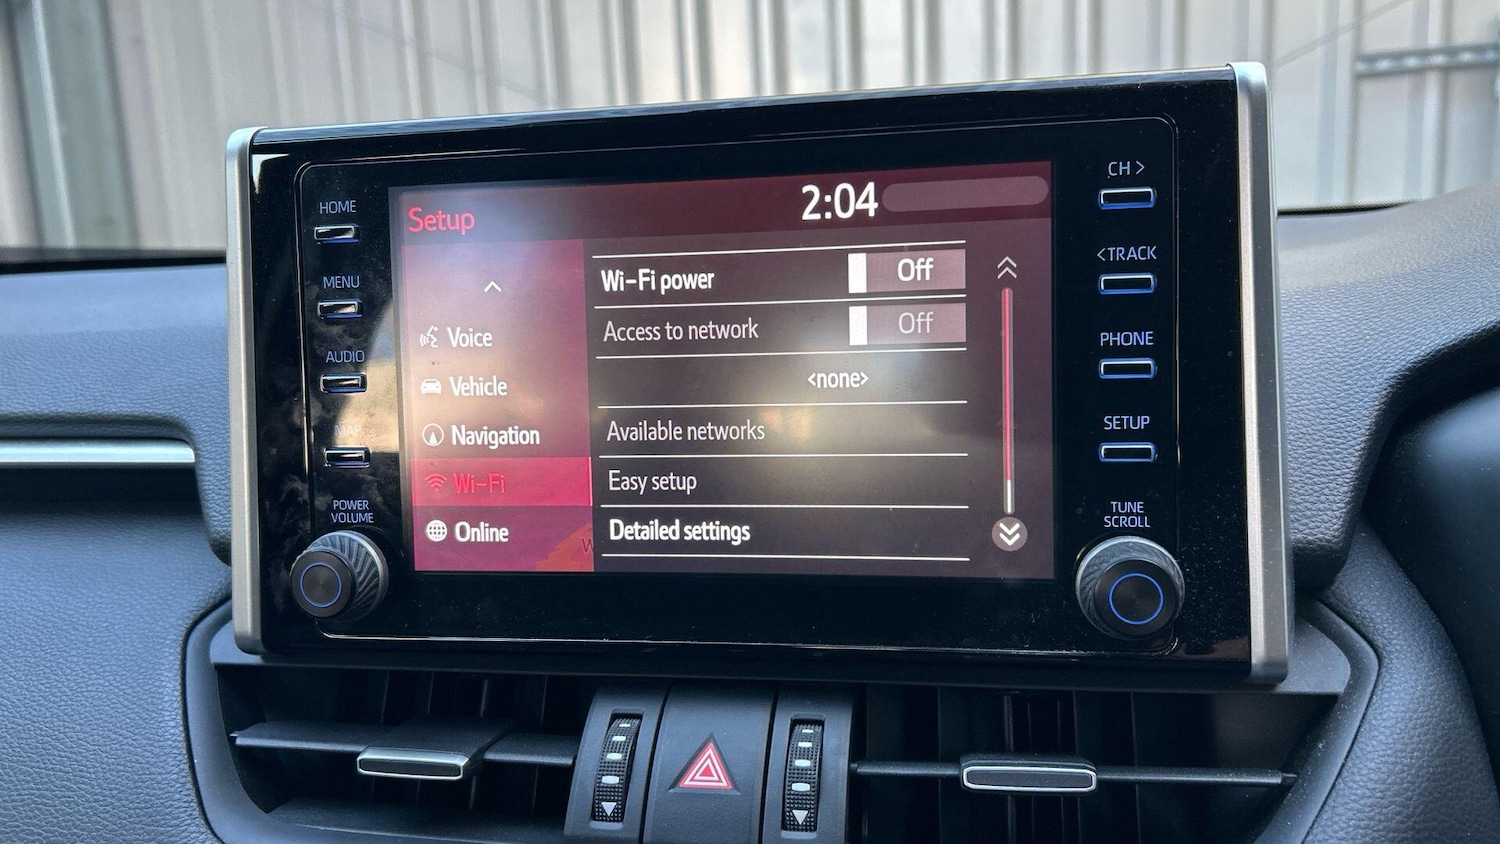 HOME
MENU
AUDIO
MAP
POWER
VOLUME
Setup
2:04
Voice
Vehicle
Navigation
Wi-Fi
Online
Wi-Fi power
Off
Access to network
Off
<none>
Available networks
Easy setup
Detailed settings
CH >
<TRACK
PHONE
SETUP
TUNE
SCROLL